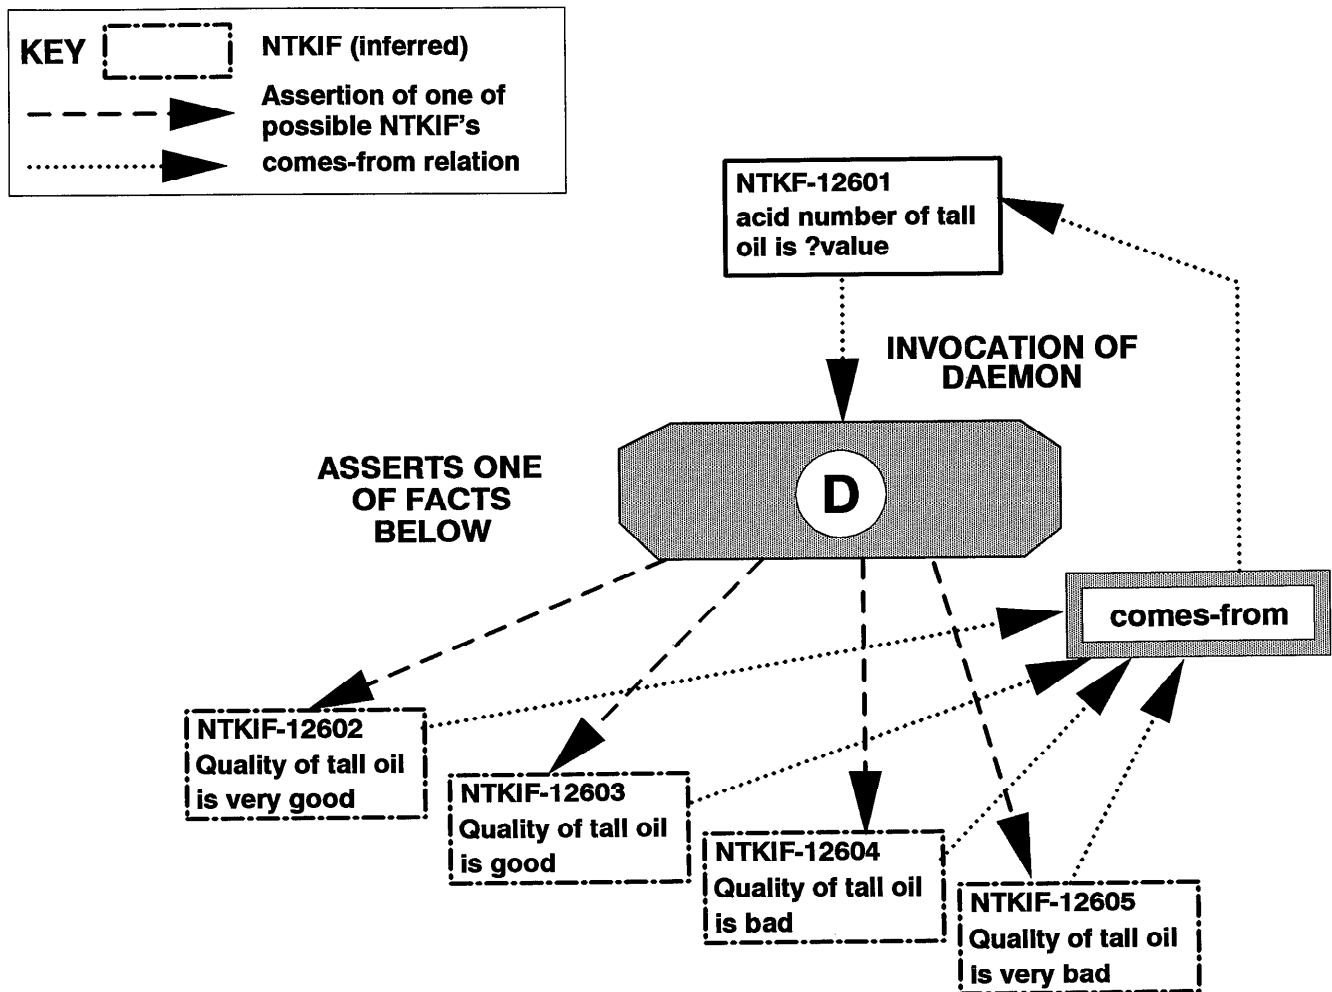 KEY
NTKIF (inferred)
Assertion of one of
possible NTKIF's
comes-from relation
NTKF-12601
acid number of tall
oil is ?value
INVOCATION OF
DAEMON
ASSERTS ONE
OF FACTS
BELOW
D
comes-from
NTKIF-12602
Quality of tall oil
is very good
NTKIF-12603
Quality of tall oil
is good
NTKIF-12604
Quality of tall oil
is bad
NTKIF-12605
Quality of tall oil
is very bad